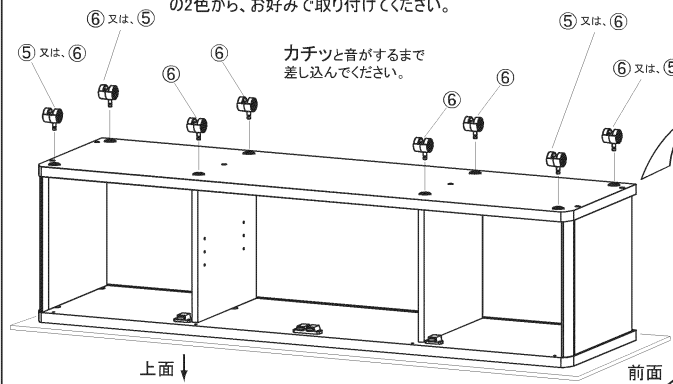 の2色から、お好みで取り付けてください。
⑥ 又は、⑤
⑤ 又は、⑥
⑤ 又は、⑥
⑥ 又は、⑤
⑥
⑥
カチッと音がするまで
差し込んでください。
⑥
⑥
上面
前面